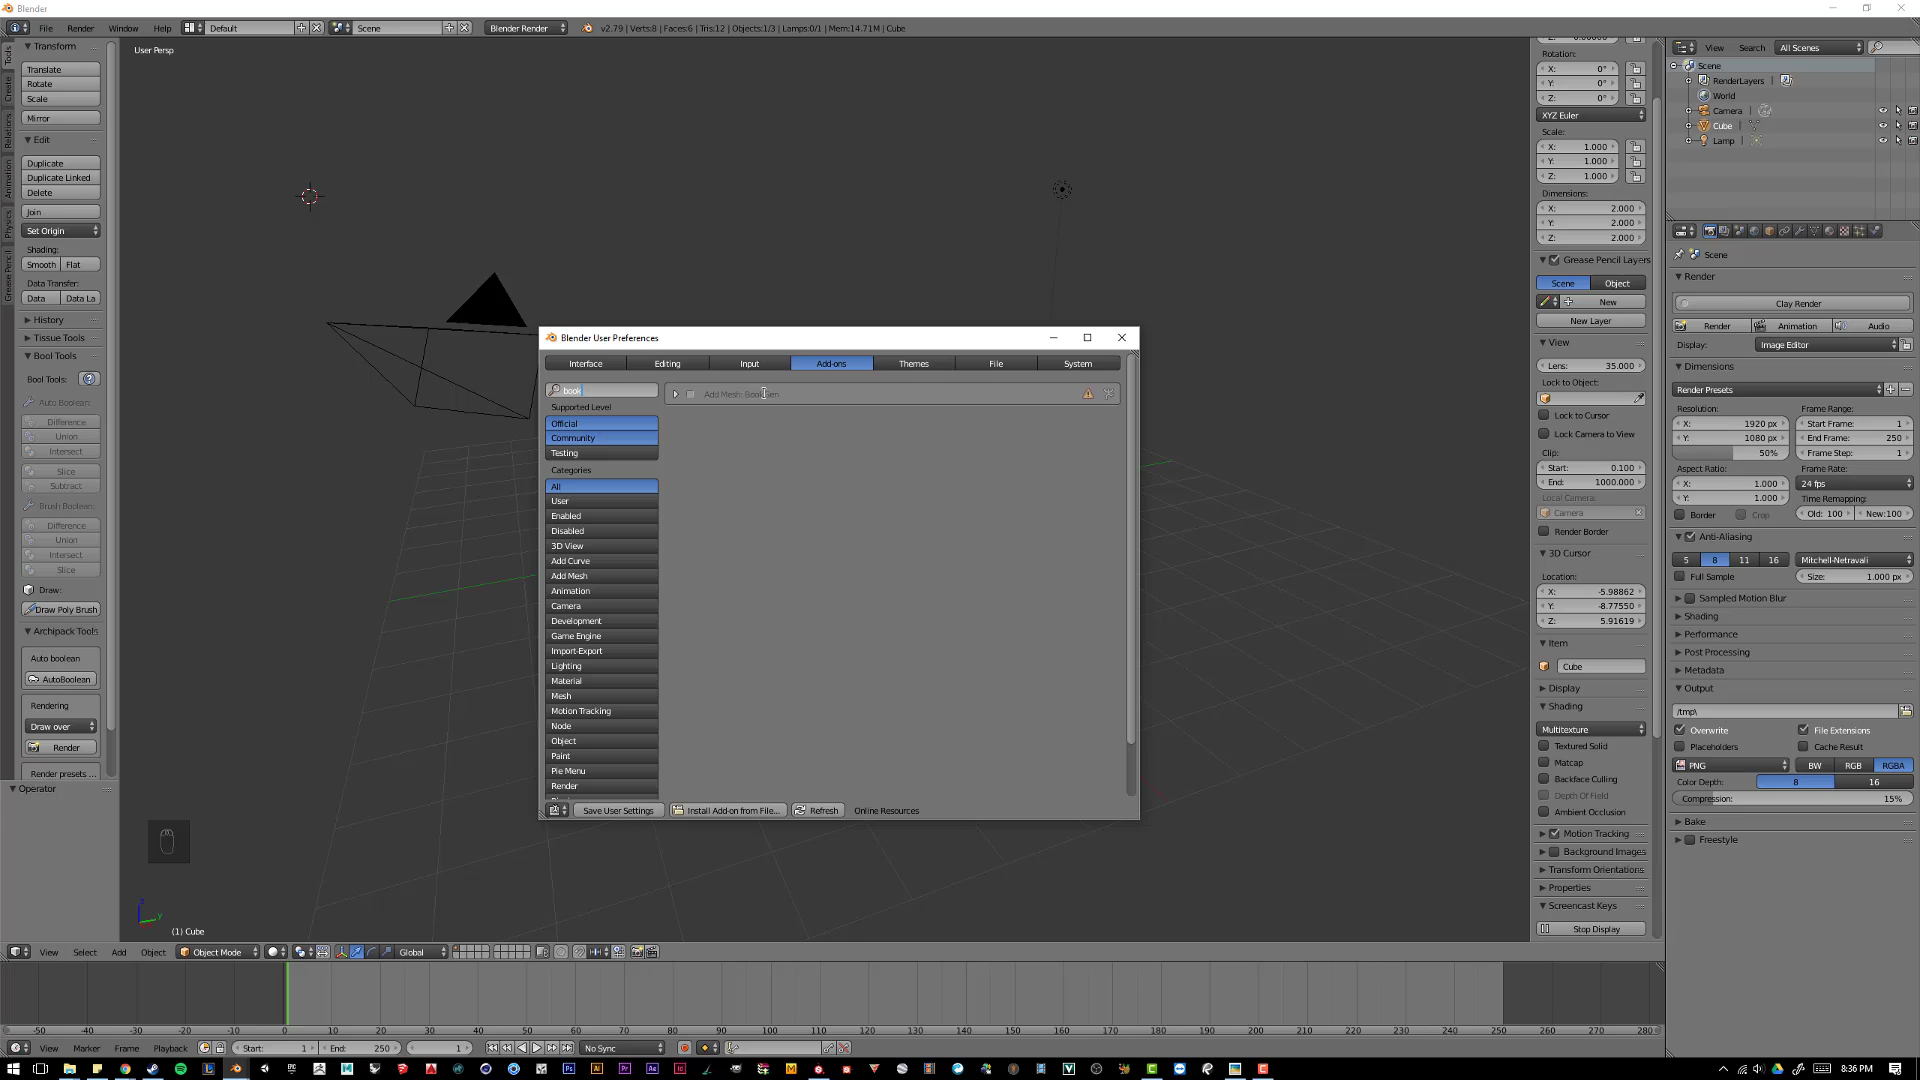 Blender
File Render Window Help Default Scene Blender Render v2.79 | Verts:8 | Faces:6 | Tris:12 | Objects:1/3 | Lamps:0/1 | Mem:14.71M | Cube
Tools
Create
Relations
Animation
Physics
Grease Pencil
Transform
Translate
Rotate
Scale
Mirror
Edit
Duplicate
Duplicate Linked
Delete
Join
Set Origin
Shading:
Smooth Flat
Data Transfer:
Data Data La
History
Tissue Tools
Bool Tools
Bool Tools:
Auto Boolean:
Difference
Union
Intersect
Slice
Subtract
Brush Boolean:
Difference
Union
Intersect
Slice
Draw:
Draw Poly Brush
Archipack Tools
Auto boolean
AutoBoolean
Rendering
Draw over
Render
Render presets ...
Operator
User Persp
(1) Cube
Blender User Preferences
Interface Editing Input Add-ons Themes File System
book
Add Mesh: BookGen
Supported Level
Official
Community
Testing
Categories
All
User
Enabled
Disabled
3D View
Add Curve
Add Mesh
Animation
Camera
Development
Game Engine
Import-Export
Lighting
Material
Mesh
Motion Tracking
Node
Object
Paint
Pie Menu
Render
Save User Settings Install Add-on from File... Refresh Online Resources
Rotation:
X: 0°
Y: 0°
Z: 0°
XYZ Euler
Scale:
X: 1.000
Y: 1.000
Z: 1.000
Dimensions:
X: 2.000
Y: 2.000
Z: 2.000
Grease Pencil Layers
Scene Object
New
New Layer
View
Lens: 35.000
Lock to Object:
Lock to Cursor
Lock Camera to View
Clip:
Start: 0.100
End: 1000.000
Local Camera:
Camera
Render Border
3D Cursor
Location:
X: -5.98862
Y: -8.77550
Z: 5.91619
Item
Cube
Display
Shading
Multitexture
Textured Solid
Matcap
Backface Culling
Depth Of Field
Ambient Occlusion
Motion Tracking
Background Images
Transform Orientations
Properties
Screencast Keys
Stop Display
View Search All Scenes
Scene
RenderLayers
World
Camera
Cube
Lamp
Scene
Render
Clay Render
Render Animation Audio
Display: Image Editor
Dimensions
Render Presets
Resolution: Frame Range:
X: 1920 px Start Frame: 1
Y: 1080 px End Frame: 250
50% Frame Step: 1
Aspect Ratio: Frame Rate:
X: 1.000 24 fps
Y: 1.000 Time Remapping:
Border Crop Old: 100 New:100
Anti-Aliasing
5 8 11 16 Mitchell-Netravali
Full Sample Size: 1.000 px
Sampled Motion Blur
Shading
Performance
Post Processing
Metadata
Output
/tmp\
Overwrite File Extensions
Placeholders Cache Result
PNG BW RGB RGBA
Color Depth: 8 16
Compression: 15%
Bake
Freestyle
View Select Add Object Object Mode Global
-50 -40 -30 -20 -10 0 10 20 30 40 50 60 70 80 90 100 110 120 130 140 150 160 170 180 190 200 210 220 230 240 250 260 270 280
View Marker Frame Playback Start: 1 End: 250 1 No Sync
8:36 PM